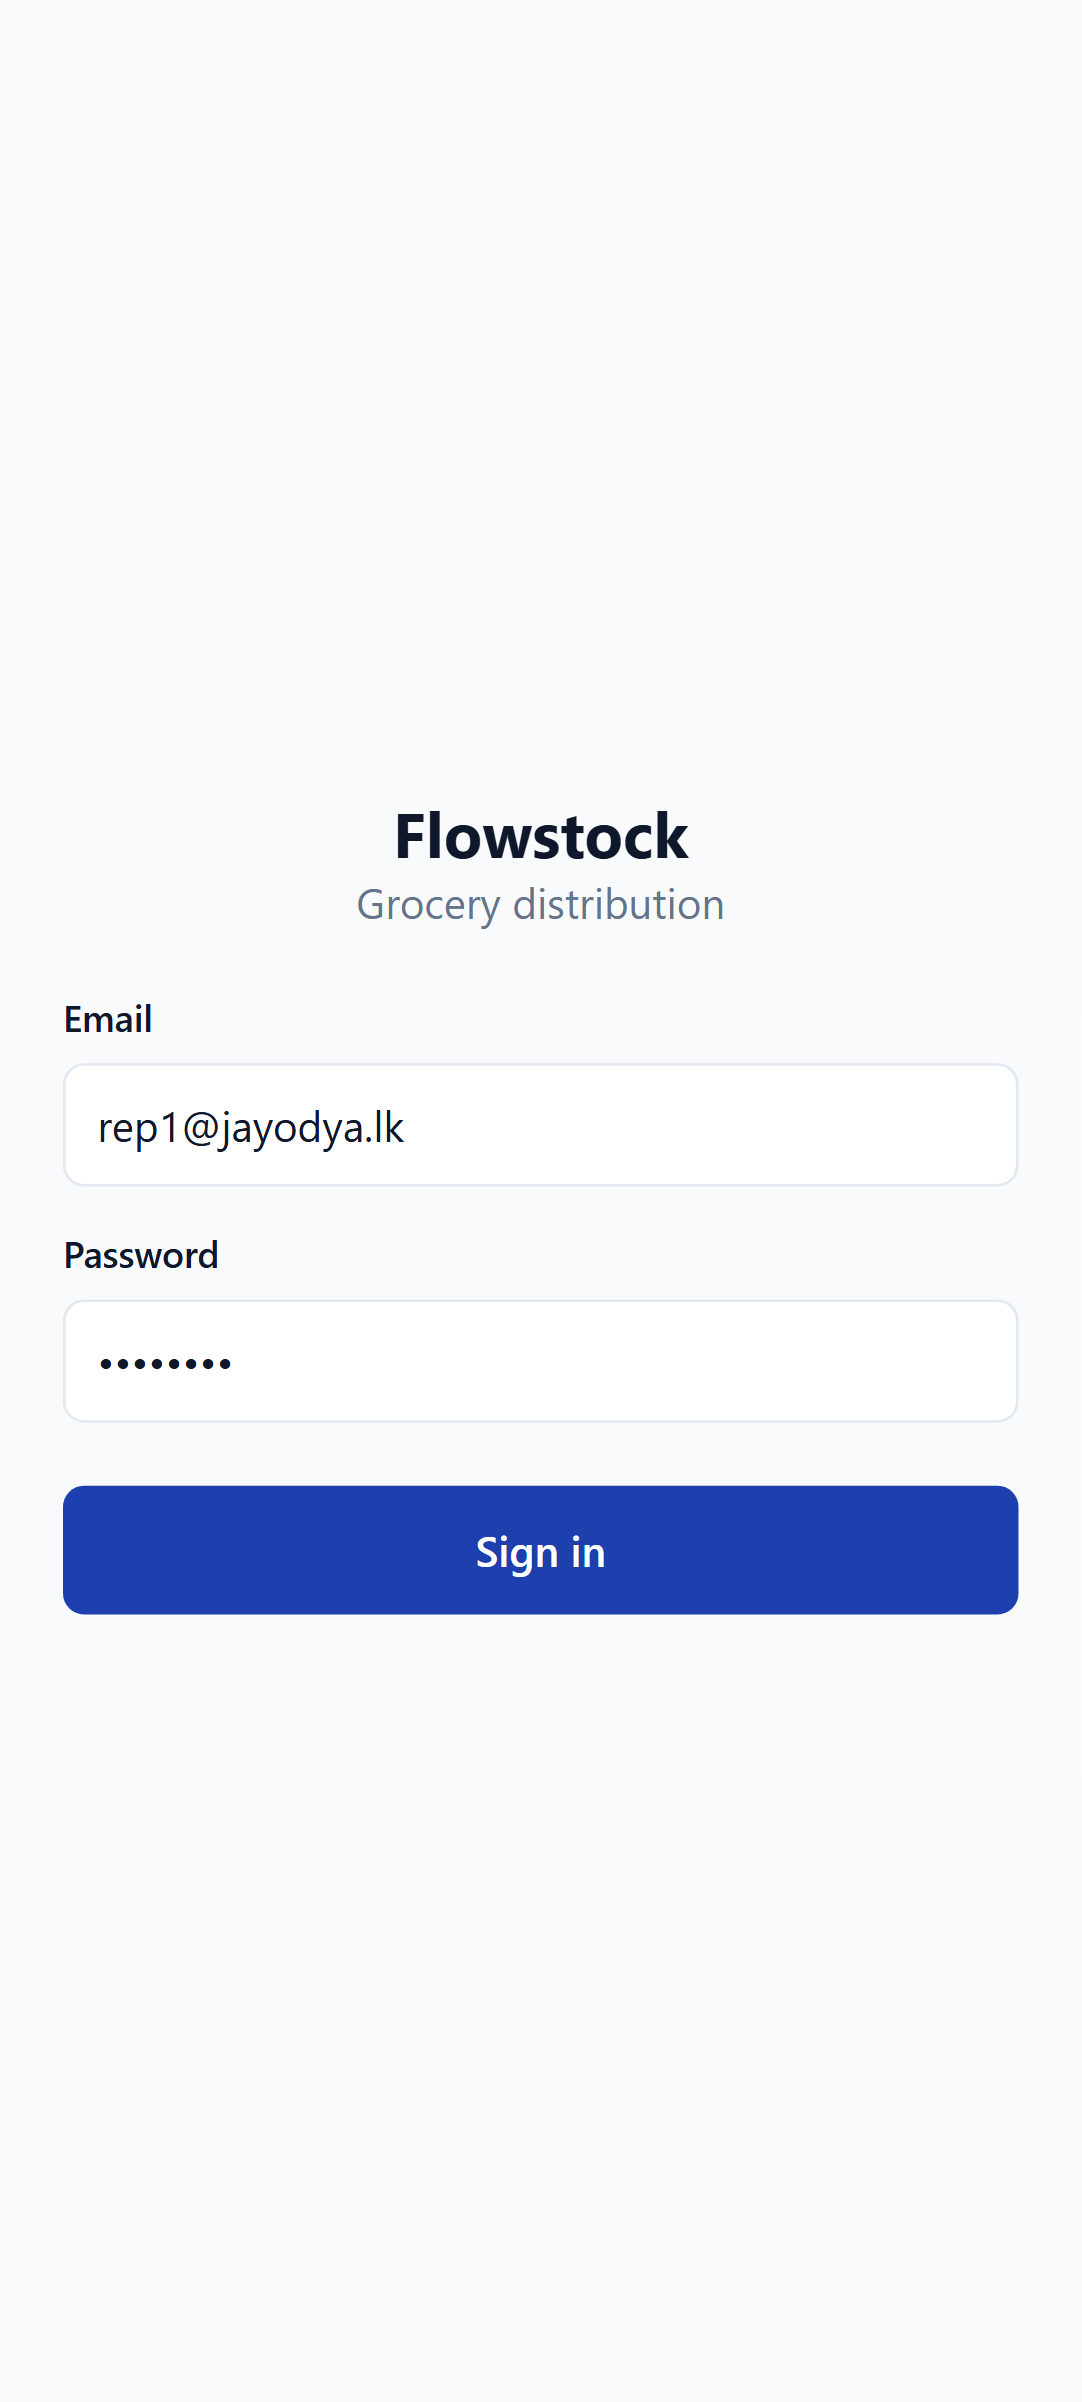 Flowstock
Grocery distribution
Email
rep1@jayodya.lk
Password
••••••••
Sign in